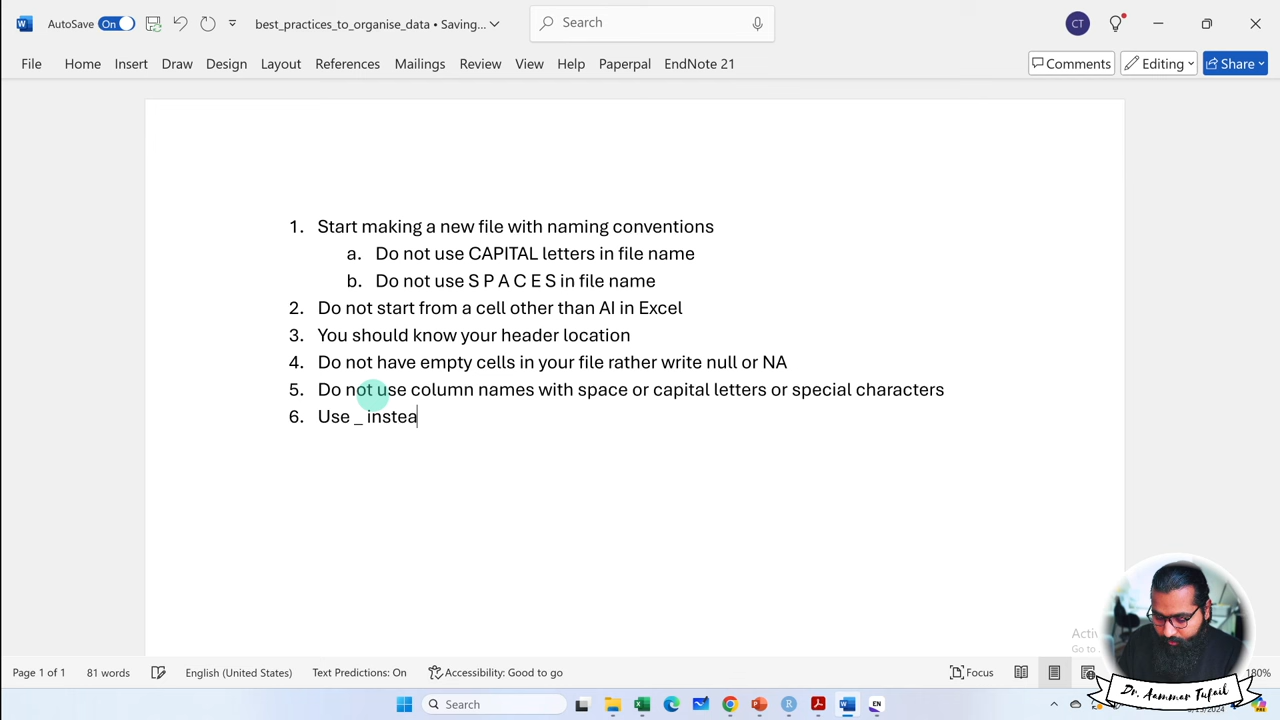 AutoSave On best_practices_to_organise_data • Saving... Search CT
File Home Insert Draw Design Layout References Mailings Review View Help Paperpal EndNote 21 Comments Editing Share
1. Start making a new file with naming conventions
a. Do not use CAPITAL letters in file name
b. Do not use S P A C E S in file name
2. Do not start from a cell other than AI in Excel
3. You should know your header location
4. Do not have empty cells in your file rather write null or NA
5. Do not use column names with space or capital letters or special characters
6. Use _ instea
Go to
Page 1 of 1 81 words English (United States) Text Predictions: On Accessibility: Good to go Focus 180%
Search
Dr. Aammar Tufail